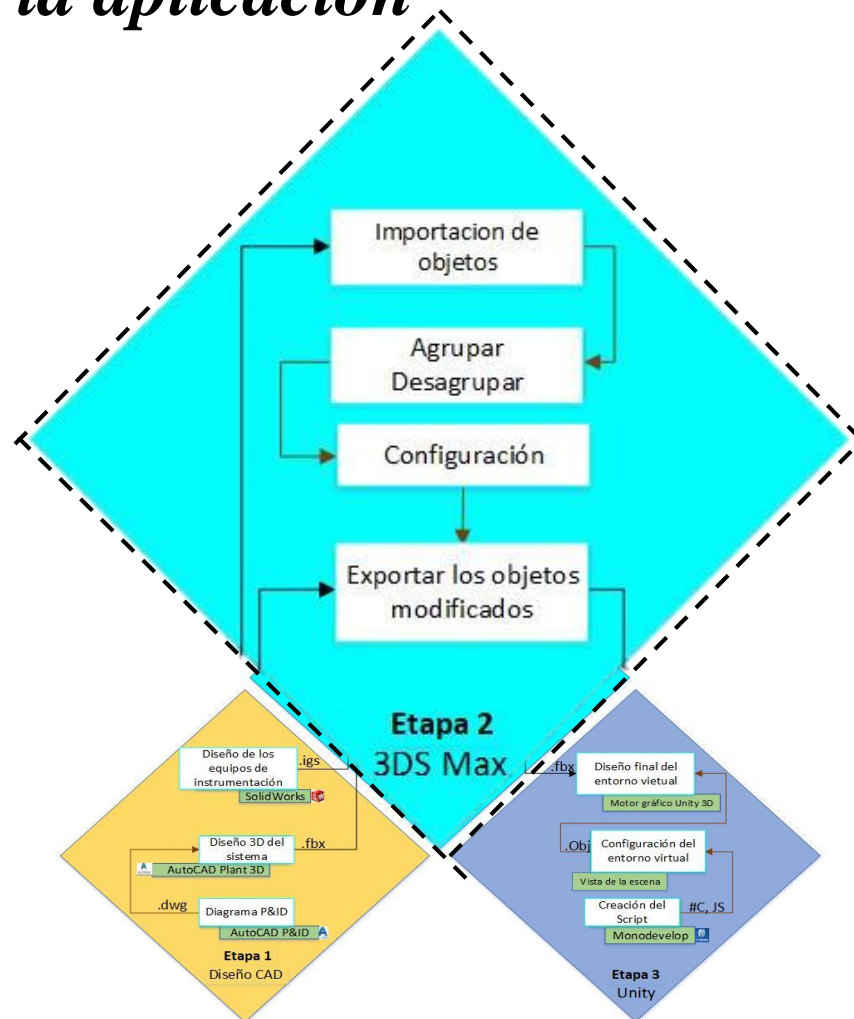 la aplicación
Importacion de
objetos
Agrupar
Desagrupar
Configuración
Exportar los objetos
modificados
Etapa 2
3DS Max
Diseño de los
equipos de
instrumentación
.igs
SolidWorks
Diseño 3D del
sistema
.fbx
AutoCAD Plant 3D
.dwg
Diagrama P&ID
AutoCAD P&ID
Etapa 1
Diseño CAD
.fbx
Diseño final del
entorno vietual
Motor gráfico Unity 3D
.Obj
Configuración del
entorno virtual
Vista de la escena
Creación del
Script
#C, JS
Monodevelop
Etapa 3
Unity